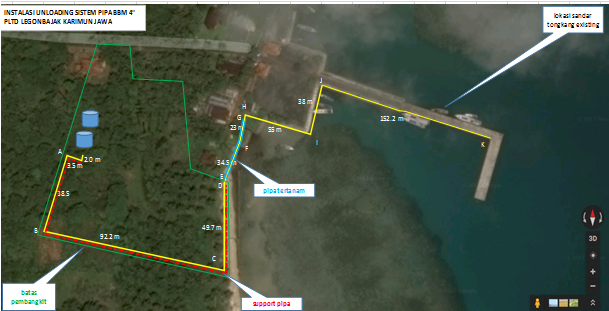 INSTALASI UNLOADING SISTEM PIPA BBM 4"
PLTD LEGONBAJAK KARIMUN JAWA
lokasi sandar
tongkang existing
J
H
G
38 m
23 m
55 m
152.2 m
F
I
K
A
2.0 m
3.5 m
34.5 m
E
D
pipa tertanam
38.5
49.7 m
B
92.2 m
C
3D
batas
pembangkit
support pipa